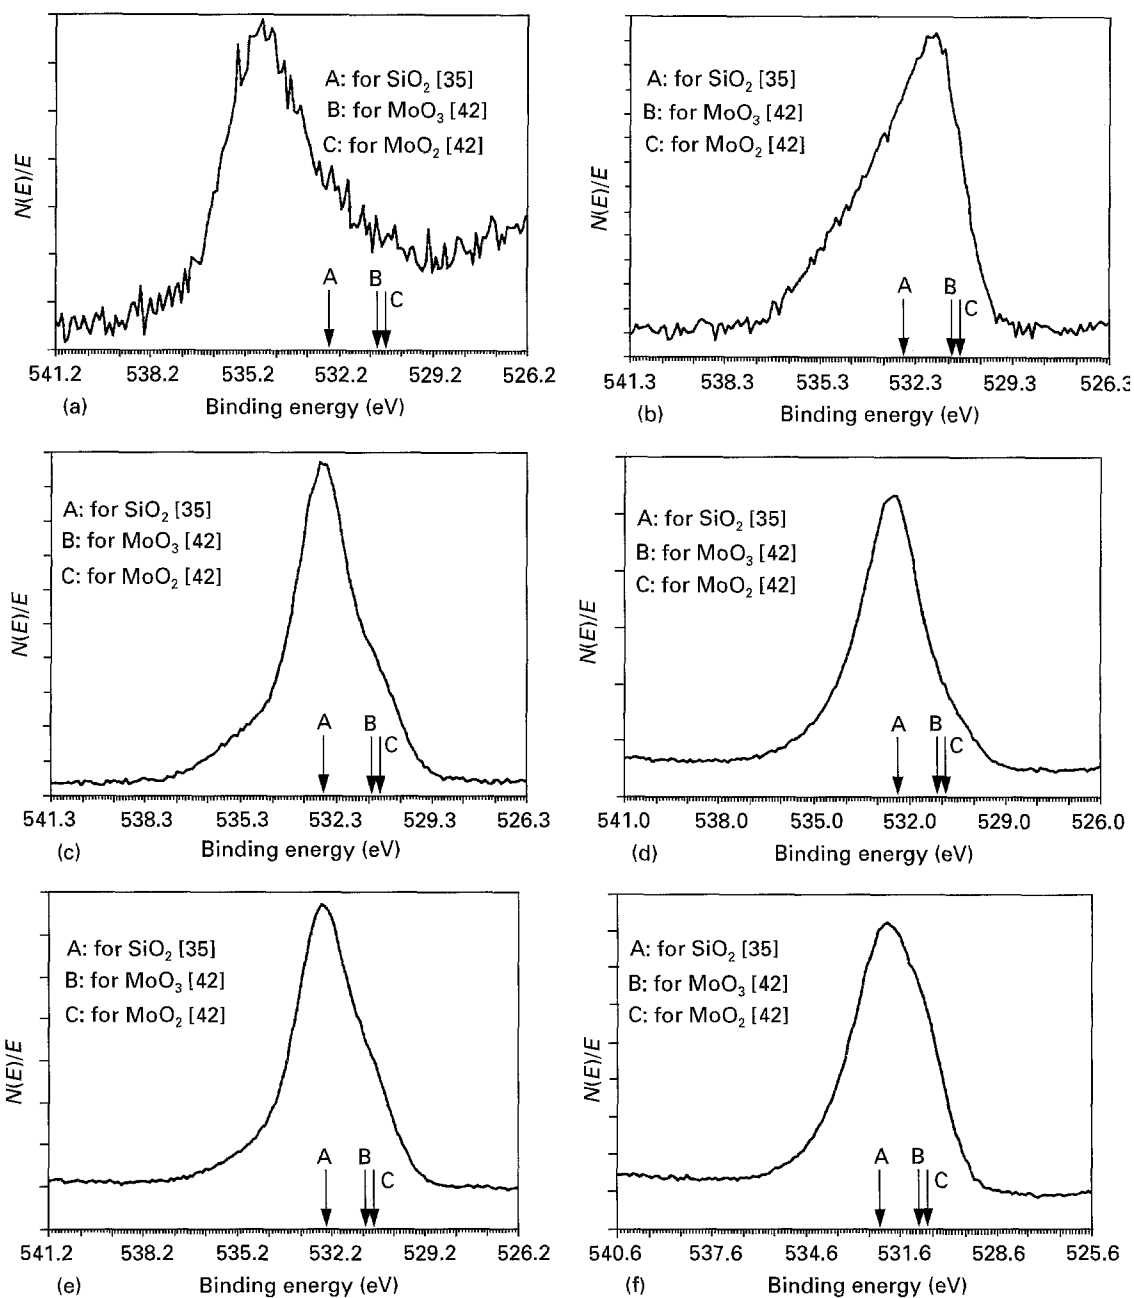 A: for SiO₂ [35]
B: for MoO₃ [42]
C: for MoO₂ [42]
N(E)/E
A
B
C
541.2 538.2 535.2 532.2 529.2 526.2
(a) Binding energy (eV)
A: for SiO₂ [35]
B: for MoO₃ [42]
C: for MoO₂ [42]
N(E)/E
A
B
C
541.3 538.3 535.3 532.3 529.3 526.3
(b) Binding energy (eV)
A: for SiO₂ [35]
B: for MoO₃ [42]
C: for MoO₂ [42]
N(E)/E
A
B
C
541.3 538.3 535.3 532.3 529.3 526.3
(c) Binding energy (eV)
A: for SiO₂ [35]
B: for MoO₃ [42]
C: for MoO₂ [42]
N(E)/E
A
B
C
541.0 538.0 535.0 532.0 529.0 526.0
(d) Binding energy (eV)
A: for SiO₂ [35]
B: for MoO₃ [42]
C: for MoO₂ [42]
N(E)/E
A
B
C
541.2 538.2 535.2 532.2 529.2 526.2
(e) Binding energy (eV)
A: for SiO₂ [35]
B: for MoO₃ [42]
C: for MoO₂ [42]
N(E)/E
A
B
C
540.6 537.6 534.6 531.6 528.6 525.6
(f) Binding energy (eV)